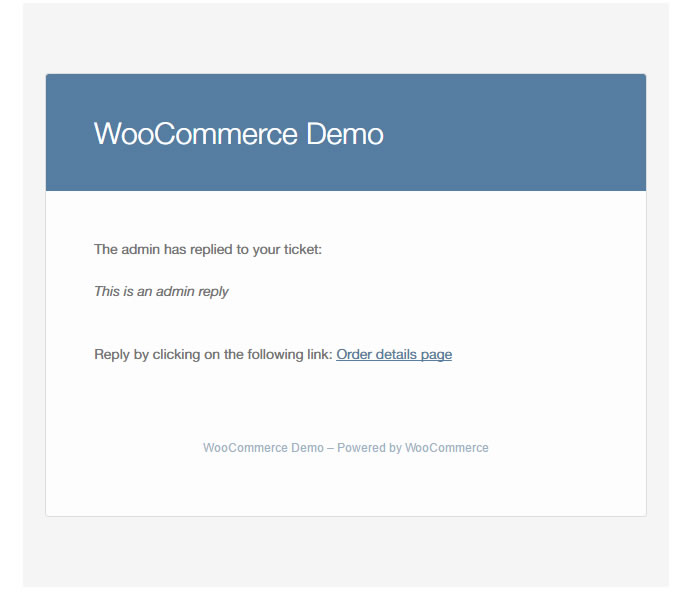 WooCommerce Demo
The admin has replied to your ticket:
This is an admin reply
Reply by clicking on the following link: Order details page
WooCommerce Demo – Powered by WooCommerce